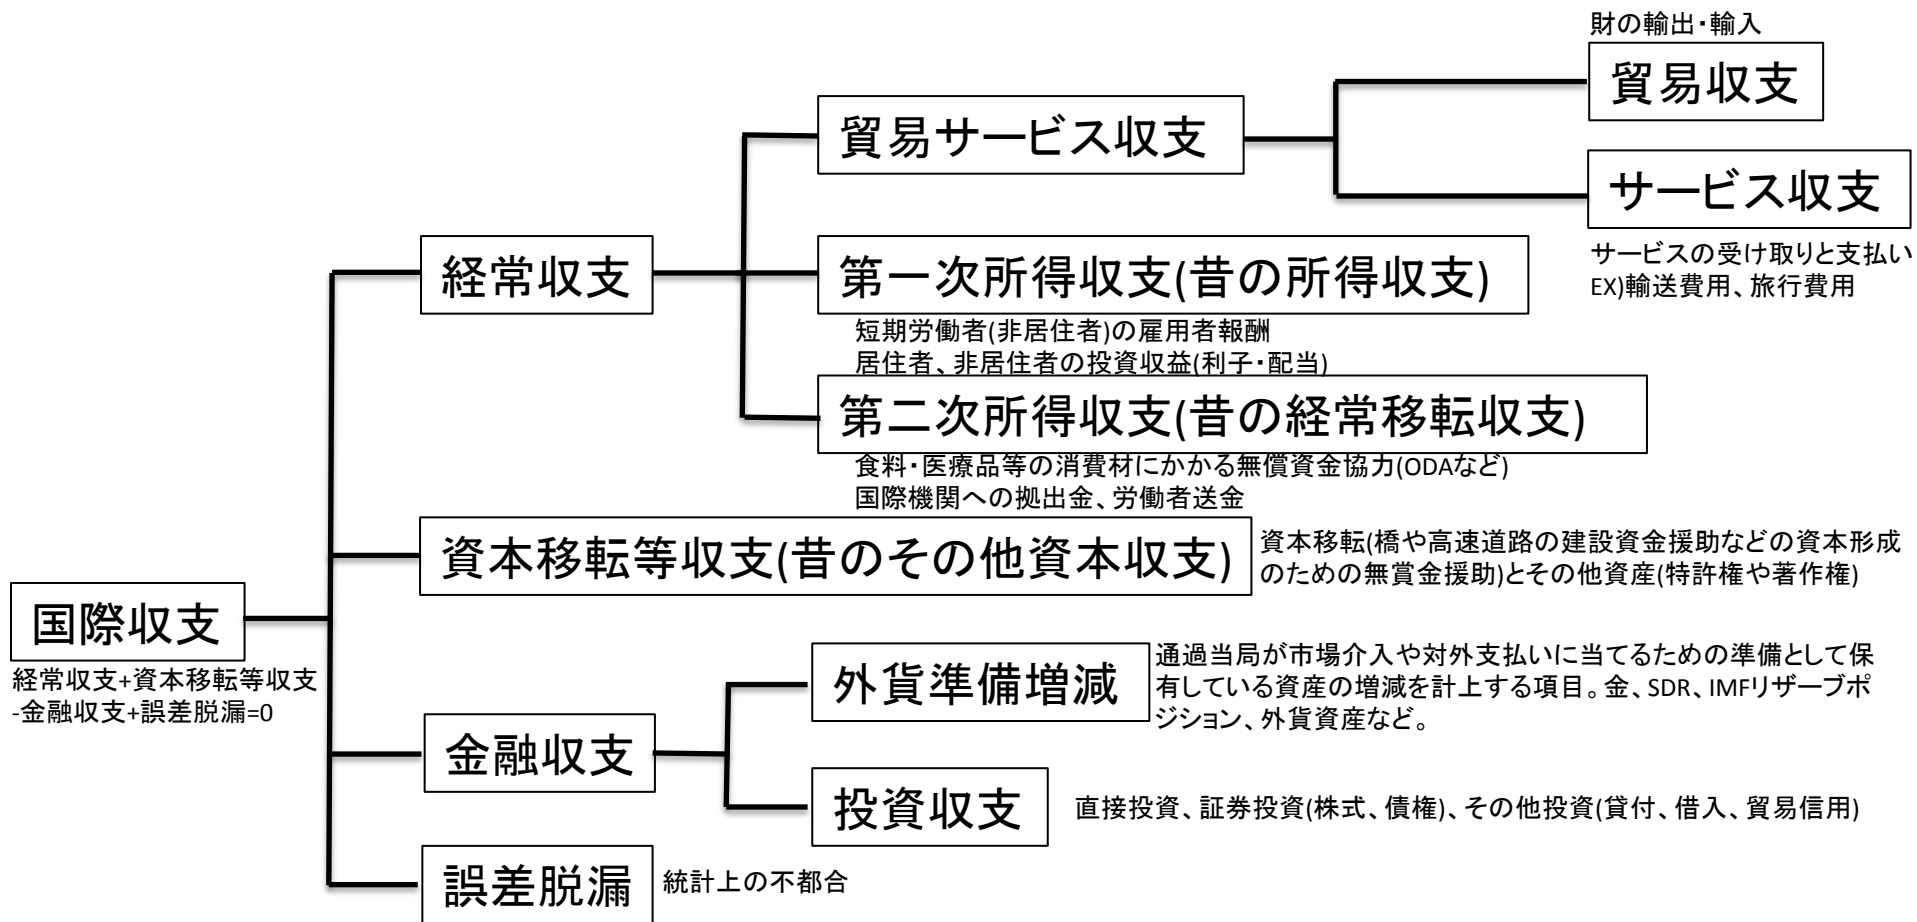 財の輸出・輸入
貿易収支
貿易サービス収支
サービス収支
サービスの受け取りと支払い
EX)輸送費用、旅行費用
経常収支
第一次所得収支(昔の所得収支)
短期労働者(非居住者)の雇用者報酬
居住者、非居住者の投資収益(利子・配当)
第二次所得収支(昔の経常移転収支)
食料・医療品等の消費材にかかる無償資金協力(ODAなど)
国際機関への拠出金、労働者送金
資本移転等収支(昔のその他資本収支)
資本移転(橋や高速道路の建設資金援助などの資本形成
のための無賞金援助)とその他資産(特許権や著作権)
国際収支
経常収支+資本移転等収支
-金融収支+誤差脱漏=0
外貨準備増減
通過当局が市場介入や対外支払いに当てるための準備として保
有している資産の増減を計上する項目。金、SDR、IMFリザーブポ
ジション、外貨資産など。
金融収支
投資収支
直接投資、証券投資(株式、債権)、その他投資(貸付、借入、貿易信用)
誤差脱漏
統計上の不都合